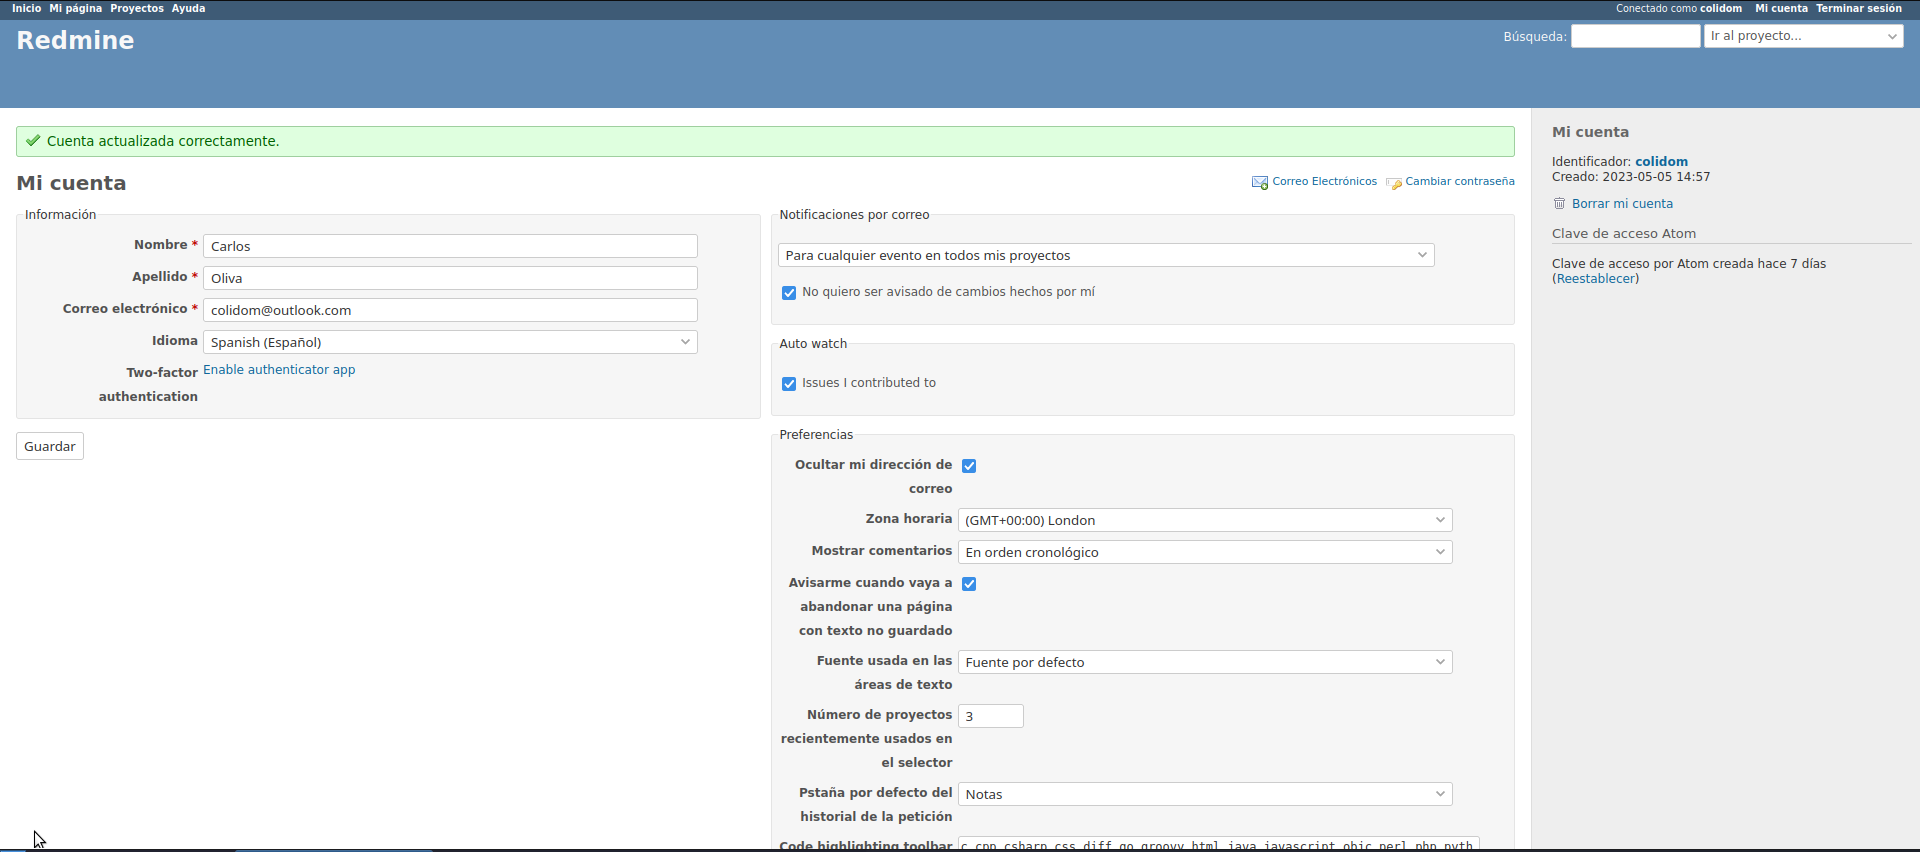 Inicio Mi página Proyectos Ayuda
Conectado como colidom Mi cuenta Terminar sesión
Redmine
Búsqueda: Ir al proyecto...
Cuenta actualizada correctamente.
Mi cuenta
Correo Electrónicos Cambiar contraseña
Información
Nombre * Carlos
Apellido * Oliva
Correo electrónico * colidom@outlook.com
Idioma Spanish (Español)
Two-factor Enable authenticator app
authentication
Guardar
Notificaciones por correo
Para cualquier evento en todos mis proyectos
No quiero ser avisado de cambios hechos por mí
Auto watch
Issues I contributed to
Preferencias
Ocultar mi dirección de
correo
Zona horaria (GMT+00:00) London
Mostrar comentarios En orden cronológico
Avisarme cuando vaya a
abandonar una página
con texto no guardado
Fuente usada en las Fuente por defecto
áreas de texto
Número de proyectos 3
recientemente usados en
el selector
Pstaña por defecto del Notas
historial de la petición
Code highlighting toolbar c,cpp,csharp,css,diff,go,groovy,html,java,javascript,objc,perl,php,pyth
Mi cuenta
Identificador: colidom
Creado: 2023-05-05 14:57
Borrar mi cuenta
Clave de acceso Atom
Clave de acceso por Atom creada hace 7 días
(Reestablecer)